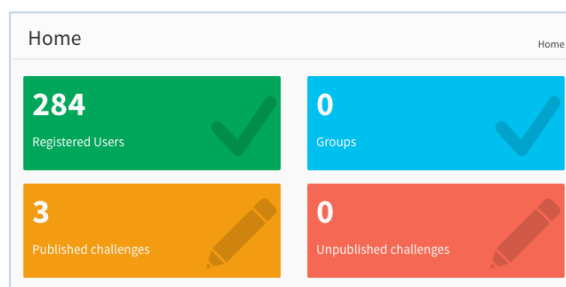 Home
Home
284
Registered Users
0
Groups
3
Published challenges
0
Unpublished challenges